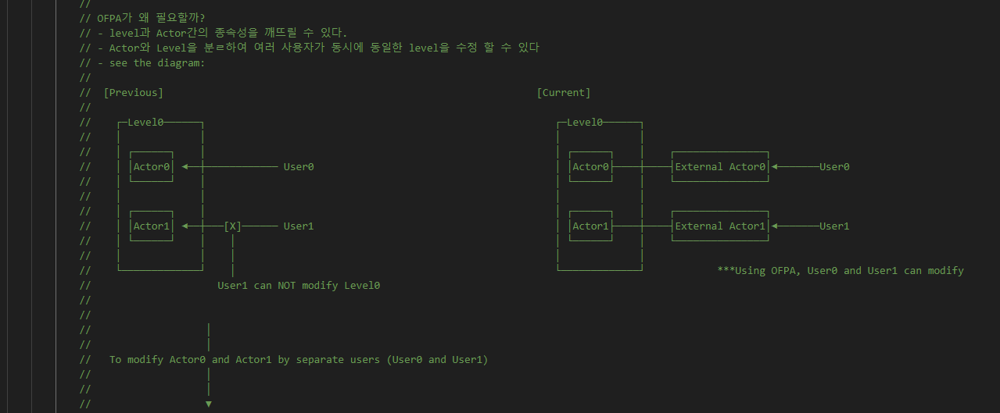 //
// OFPA가 왜 필요할까?
// - level과 Actor간의 종속성을 깨뜨릴 수 있다.
// - Actor와 Level을 분ㄹ하여 여러 사용자가 동시에 동일한 level을 수정 할 수 있다
// - see the diagram:
//
// [Previous] [Current]
//
// ┌─Level0──────┐ ┌─Level0──────┐
// │ │ │ │
// │ ┌──────┐ │ │ ┌──────┐ │ ┌───────────────┐
// │ │Actor0│ ◄──┼──────────── User0 │ │Actor0├────┼────┤External Actor0│◄───────User0
// │ └──────┘ │ │ └──────┘ │ └───────────────┘
// │ │ │ │
// │ ┌──────┐ │ │ ┌──────┐ │ ┌───────────────┐
// │ │Actor1│ ◄──┼───[X]────── User1 │ │Actor1├────┼────┤External Actor1│◄───────User1
// │ └──────┘ │ │ │ └──────┘ │ └───────────────┘
// │ │ │ │ │
// └─────────────┘ │ └─────────────┘ ***Using OFPA, User0 and User1 can modify
// User1 can NOT modify Level0
//
//
// │
// │
// To modify Actor0 and Actor1 by separate users (User0 and User1)
// │
// │
// ▼